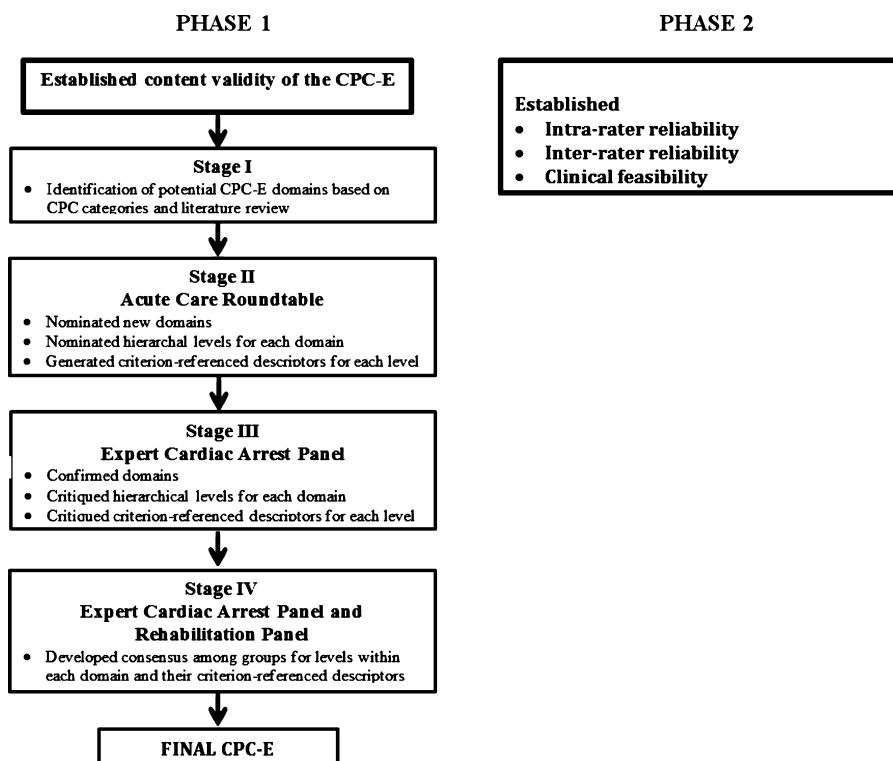 PHASE 1
Established content validity of the CPC-E
Stage I
• Identification of potential CPC-E domains based on
CPC categories and literature review
Stage II
Acute Care Roundtable
• Nominated new domains
• Nominated hierarchal levels for each domain
• Generated criterion-referenced descriptors for each level
Stage III
Expert Cardiac Arrest Panel
• Confirmed domains
• Critiqued hierarchical levels for each domain
• Critiqued criterion-referenced descriptors for each level
Stage IV
Expert Cardiac Arrest Panel and
Rehabilitation Panel
• Developed consensus among groups for levels within
each domain and their criterion-referenced descriptors
FINAL CPC-E
PHASE 2
Established
• Intra-rater reliability
• Inter-rater reliability
• Clinical feasibility